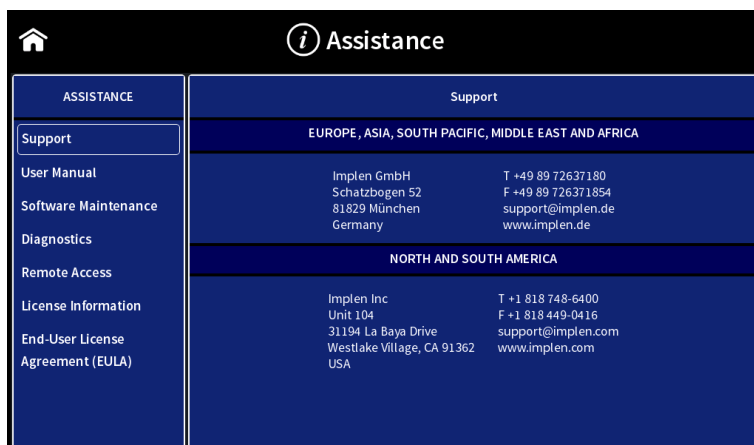 Assistance
ASSISTANCE
Support
User Manual
Software Maintenance
Diagnostics
Remote Access
License Information
End-User License
Agreement (EULA)
Support
EUROPE, ASIA, SOUTH PACIFIC, MIDDLE EAST AND AFRICA
Implen GmbH
Schatzbogen 52
81829 München
Germany
T +49 89 72637180
F +49 89 726371854
support@implen.de
www.implen.de
NORTH AND SOUTH AMERICA
Implen Inc
Unit 104
31194 La Baya Drive
Westlake Village, CA 91362
USA
T +1 818 748-6400
F +1 818 449-0416
support@implen.com
www.implen.com